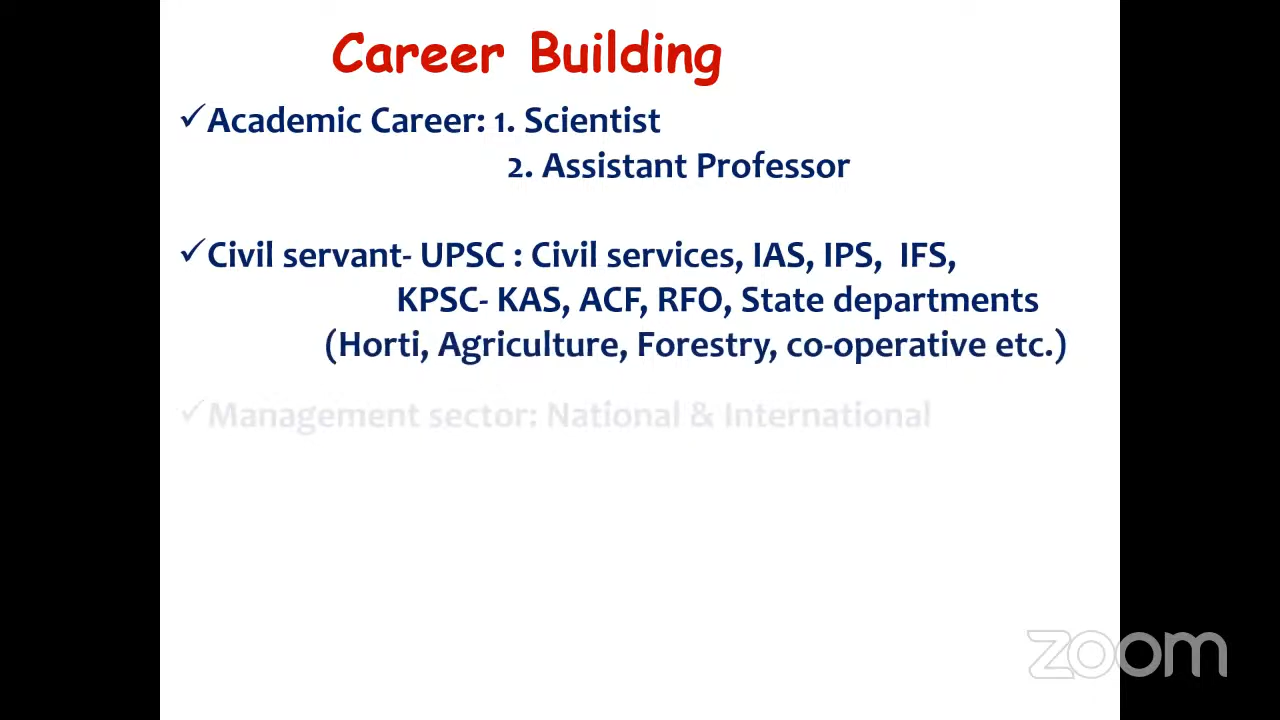 Career Building
✓Academic Career: 1. Scientist
2. Assistant Professor
✓Civil servant- UPSC : Civil services, IAS, IPS, IFS,
KPSC- KAS, ACF, RFO, State departments
(Horti, Agriculture, Forestry, co-operative etc.)
✓Management sector: National & International
zoom